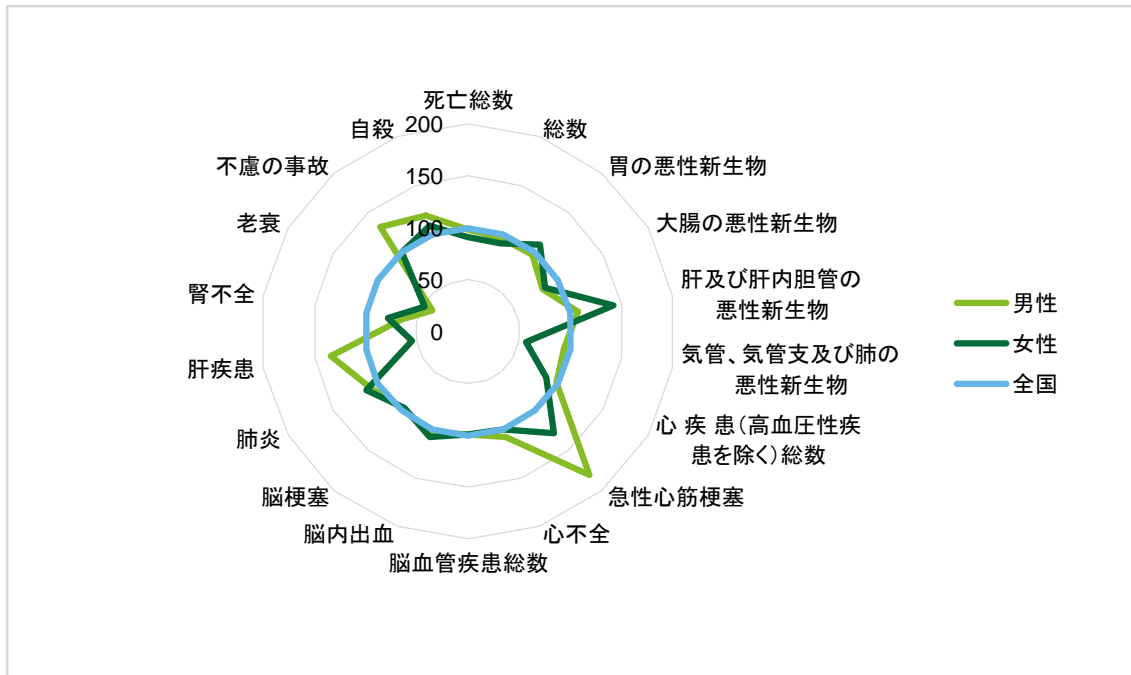 死亡総数
総数
胃の悪性新生物
大腸の悪性新生物
肝及び肝内胆管の
悪性新生物
気管、気管支及び肺の
悪性新生物
心 疾 患（高血圧性疾
患を除く）総数
急性心筋梗塞
心不全
脳血管疾患総数
脳内出血
脳梗塞
肺炎
肝疾患
腎不全
老衰
不慮の事故
自殺
200
150
100
50
0
男性
女性
全国